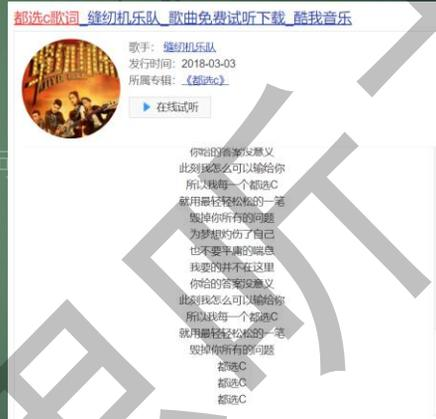 都选c歌词_缝纫机乐队_歌曲免费试听下载_酷我音乐
歌手： 缝纫机乐队
发行时间：2018-03-03
所属专辑：《都选c》
在线试听
你给的答案没意义
此刻我怎么可以输给你
所以我每一个都选C
就用最轻轻松松的一笔
毁掉你所有的问题
为梦想灼伤了自己
也不要平庸的喘息
我要的并不在这里
你给的答案没意义
此刻我怎么可以输给你
所以我每一个都选C
就用最轻轻松松的一笔
毁掉你所有的问题
都选C
都选C
都选C